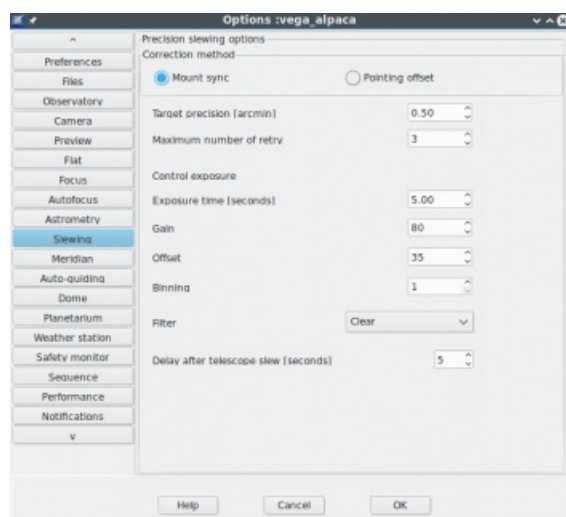 Options :vega_alpaca
^
Preferences
Files
Observatory
Camera
Preview
Flat
Focus
Autofocus
Astrometry
Slewing
Meridian
Auto-guiding
Dome
Planetarium
Weather station
Safety monitor
Sequence
Performance
Notifications
v
Precision slewing options
Correction method
Mount sync
Pointing offset
Target precision [arcmin] 0.50
Maximum number of retry 3
Control exposure
Exposure time [seconds] 5.00
Gain 80
Offset 35
Binning 1
Filter Clear
Delay after telescope slew [seconds] 5
Help Cancel OK